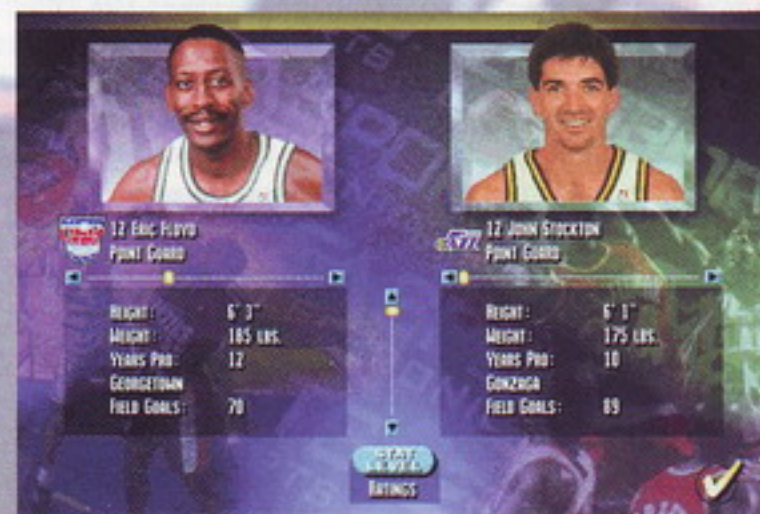 12 ERIC FLOYD
POINT GUARD
HEIGHT: 6' 3"
WEIGHT: 185 LBS.
YEARS PRO: 12
GEORGETOWN
FIELD GOALS: 70
12 JOHN STOCKTON
POINT GUARD
HEIGHT: 6' 1"
WEIGHT: 175 LBS.
YEARS PRO: 10
GONZAGA
FIELD GOALS: 89
STAT
LEVEL
RATINGS